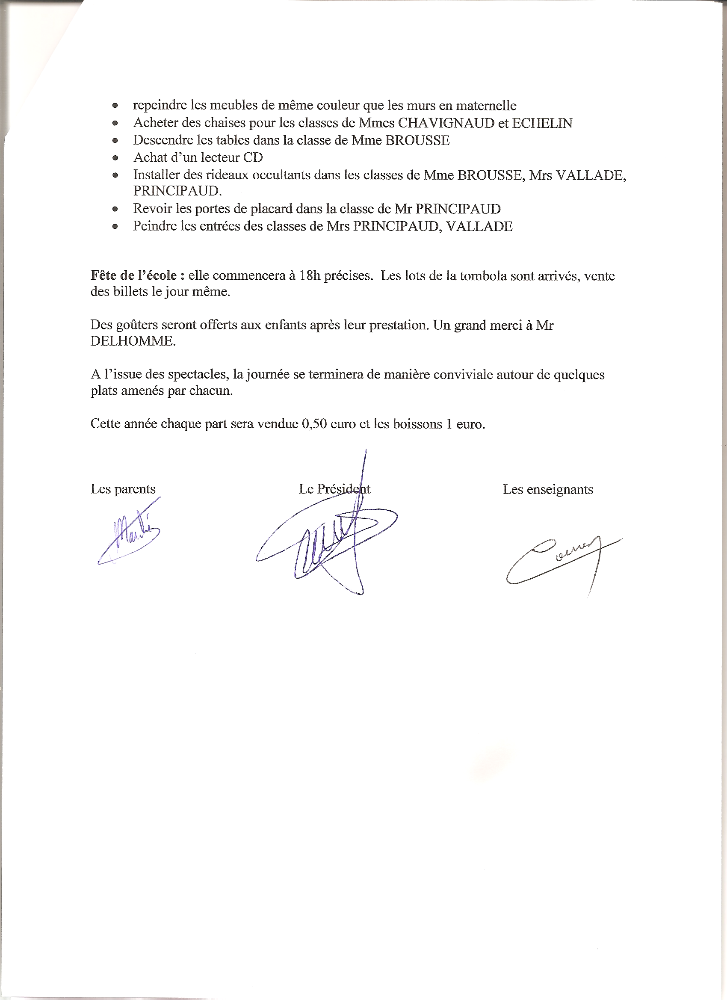 • repeindre les meubles de même couleur que les murs en maternelle
• Acheter des chaises pour les classes de Mmes CHAVIGNAUD et ECHELIN
• Descendre les tables dans la classe de Mme BROUSSE
• Achat d’un lecteur CD
• Installer des rideaux occultants dans les classes de Mme BROUSSE, Mrs VALLADE,
PRINCIPAUD.
• Revoir les portes de placard dans la classe de Mr PRINCIPAUD
• Peindre les entrées des classes de Mrs PRINCIPAUD, VALLADE
Fête de l’école : elle commencera à 18h précises. Les lots de la tombola sont arrivés, vente
des billets le jour même.
Des goûters seront offerts aux enfants après leur prestation. Un grand merci à Mr
DELHOMME.
A l’issue des spectacles, la journée se terminera de manière conviviale autour de quelques
plats amenés par chacun.
Cette année chaque part sera vendue 0,50 euro et les boissons 1 euro.
Les parents Le Président Les enseignants